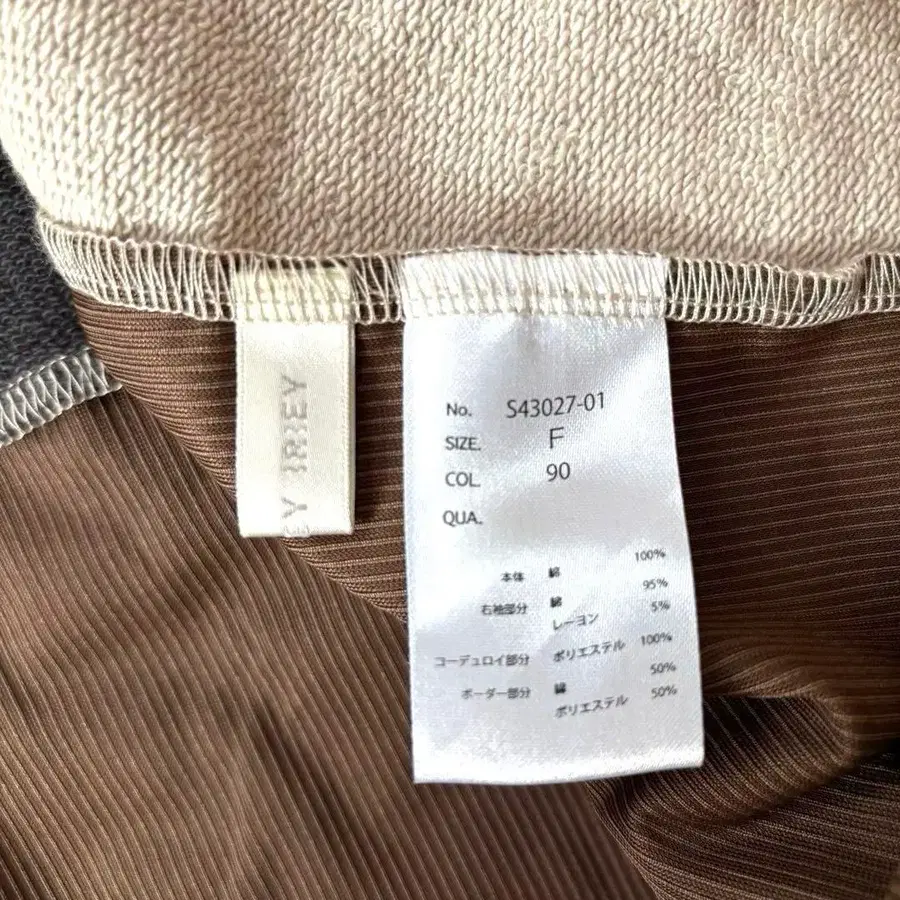 Y IRIEY
No. S43027-01
SIZE. F
COL. 90
QUA.
本体 綿 100%
右袖部分 綿 95%
レーヨン 5%
コーデュロイ部分 ポリエステル 100%
ボーダー部分 綿 50%
ポリエステル 50%